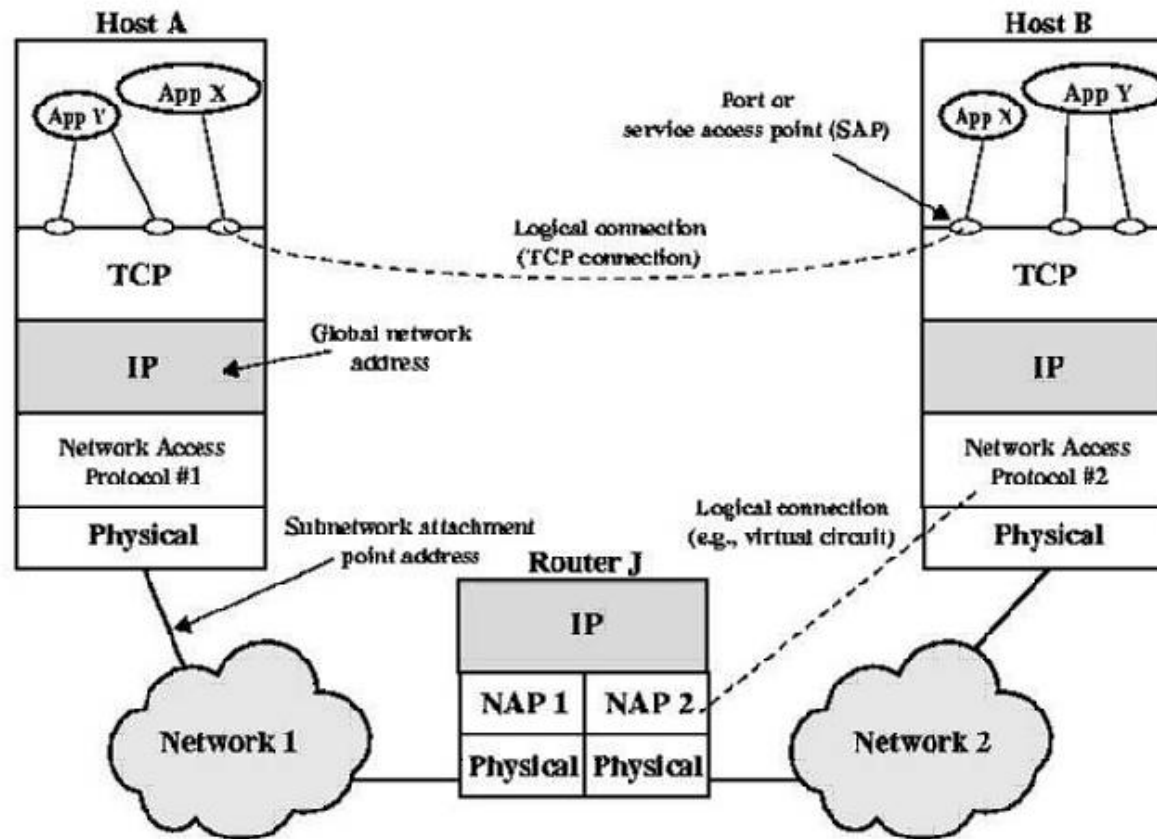 Host A
App Y
App X
TCP
IP
Network Access
Protocol #1
Physical
Host B
App X
App Y
TCP
IP
Network Access
Protocol #2
Physical
Port or
service access point (SAP)
Logical connection
(TCP connection)
Global network
address
Subnetwork attachment
point address
Logical connection
(e.g., virtual circuit)
Router J
IP
NAP 1
NAP 2
Physical
Physical
Network 1
Network 2